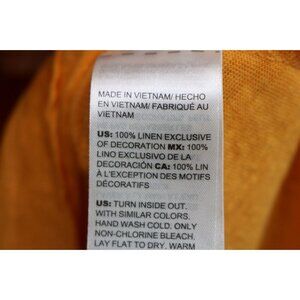 MADE IN VIETNAM/ HECHO
EN VIETNAM/ FABRIQUÉ AU
VIETNAM
US: 100% LINEN EXCLUSIVE
OF DECORATION MX: 100%
LINO EXCLUSIVO DE LA
DECORACIÓN CA: 100% LIN
À L'EXCEPTION DES MOTIFS
DÉCORATIFS
US: TURN INSIDE OUT.
WITH SIMILAR COLORS.
HAND WASH COLD. ONLY
NON-CHLORINE BLEACH.
LAY FLAT TO DRY. WARM